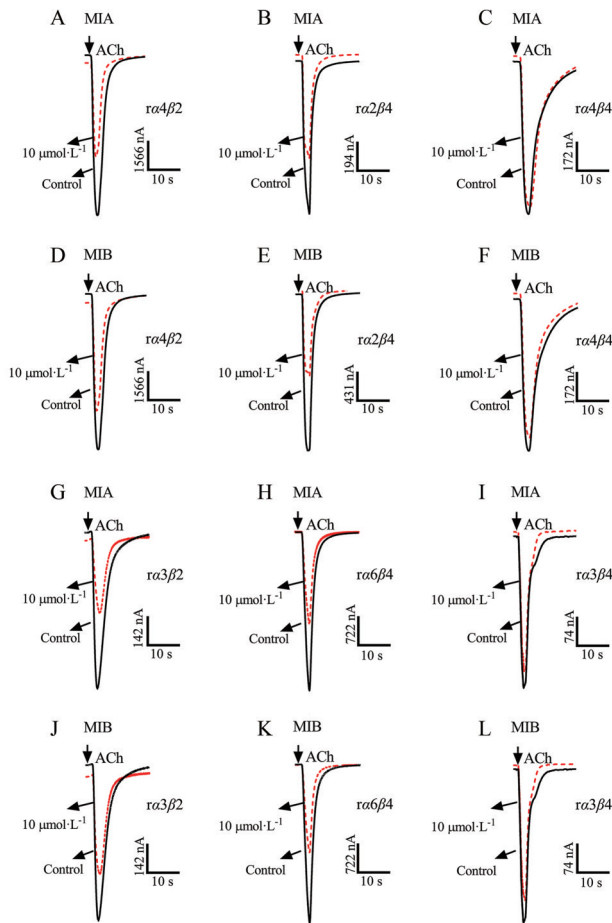 A
MIA
ACh
rα4β2
10 μmol·L⁻¹
Control
1566 nA
10 s
B
MIA
ACh
rα2β4
10 μmol·L⁻¹
Control
194 nA
10 s
C
MIA
ACh
rα4β4
10 μmol·L⁻¹
Control
172 nA
10 s
D
MIB
ACh
rα4β2
10 μmol·L⁻¹
Control
1566 nA
10 s
E
MIB
ACh
rα2β4
10 μmol·L⁻¹
Control
431 nA
10 s
F
MIB
ACh
rα4β4
10 μmol·L⁻¹
Control
172 nA
10 s
G
MIA
ACh
rα3β2
10 μmol·L⁻¹
Control
142 nA
10 s
H
MIA
ACh
rα6β4
10 μmol·L⁻¹
Control
722 nA
10 s
I
MIA
ACh
rα3β4
10 μmol·L⁻¹
Control
74 nA
10 s
J
MIB
ACh
rα3β2
10 μmol·L⁻¹
Control
142 nA
10 s
K
MIB
ACh
rα6β4
10 μmol·L⁻¹
Control
722 nA
10 s
L
MIB
ACh
rα3β4
10 μmol·L⁻¹
Control
74 nA
10 s